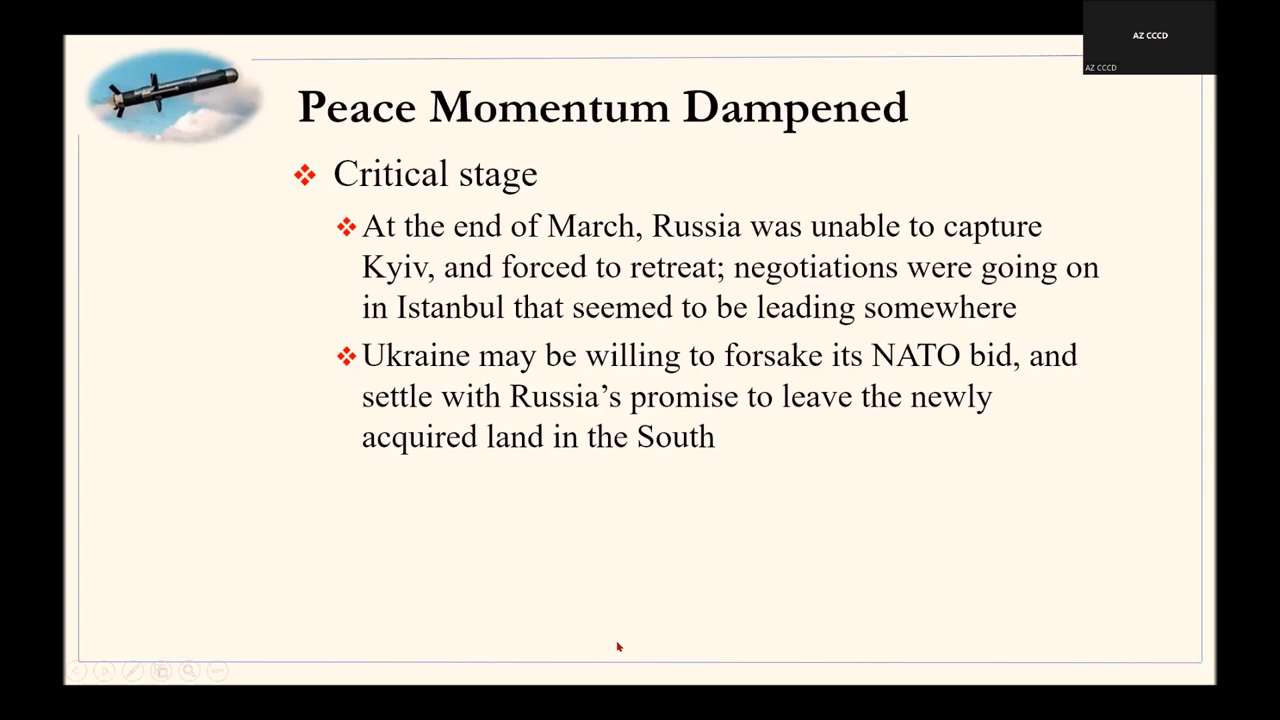 AZ CCCD
AZ CCCD
Peace Momentum Dampened
Critical stage
At the end of March, Russia was unable to capture
Kyiv, and forced to retreat; negotiations were going on
in Istanbul that seemed to be leading somewhere
Ukraine may be willing to forsake its NATO bid, and
settle with Russia’s promise to leave the newly
acquired land in the South